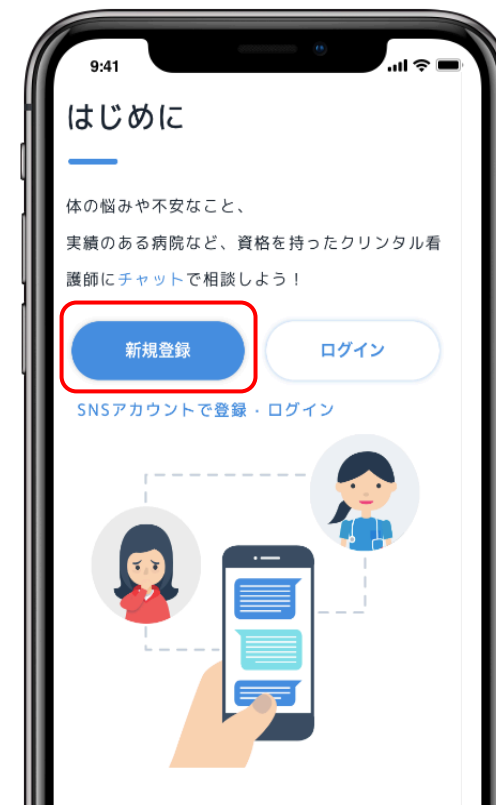 9:41
はじめに
体の悩みや不安なこと、
実績のある病院など、資格を持ったクリンタル看
護師にチャットで相談しよう！
新規登録
ログイン
SNSアカウントで登録・ログイン